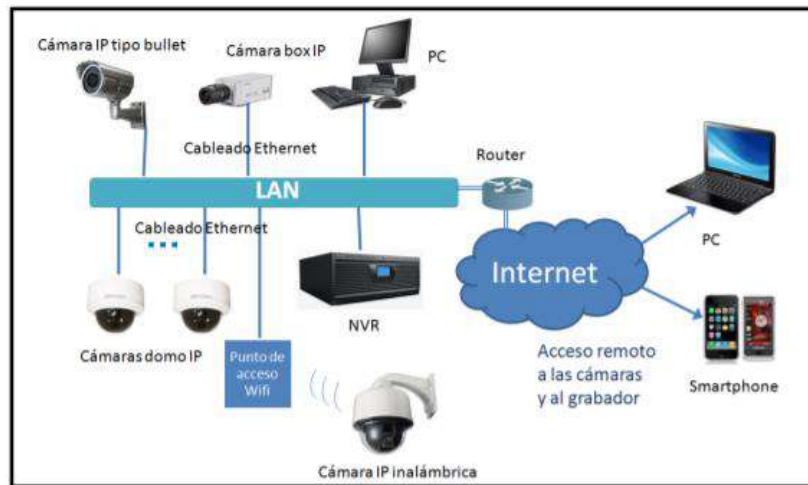 Cámara IP tipo bullet
Cámara box IP
PC
Cableado Ethernet
Router
LAN
Cableado Ethernet
PC
Internet
NVR
Cámaras domo IP
Punto de
acceso
Wifi
Acceso remoto
a las cámaras
y al grabador
Smartphone
Cámara IP inalámbrica